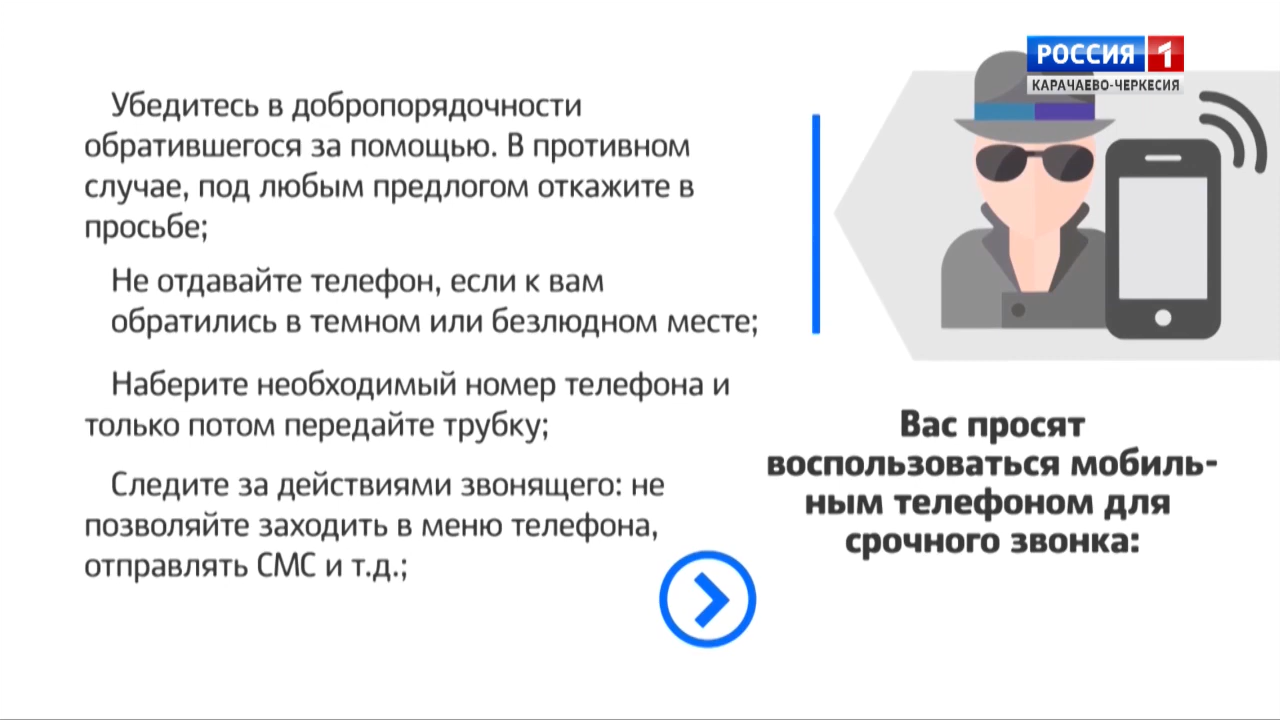 РОССИЯ 1
КАРАЧАЕВО-ЧЕРКЕСИЯ
Убедитесь в добропорядочности
обратившегося за помощью. В противном
случае, под любым предлогом откажите в
просьбе;
Не отдавайте телефон, если к вам
обратились в темном или безлюдном месте;
Наберите необходимый номер телефона и
только потом передайте трубку;
Следите за действиями звонящего: не
позволяйте заходить в меню телефона,
отправлять СМС и т.д.;
Вас просят
воспользоваться мобиль-
ным телефоном для
срочного звонка: